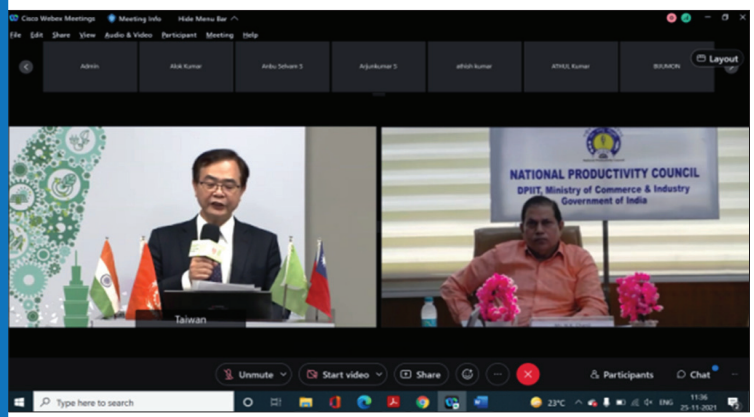 Cisco Webex Meetings Meeting Info Hide Menu Bar
File Edit Share View Audio & Video Participant Meeting Help
Layout
Admin Alok Kumar Anbu Selvam S Arjunkumar S athish kumar ATHUL Kumar BIJUMON
NATIONAL PRODUCTIVITY COUNCIL
DPIIT, Ministry of Commerce & Industry
Government of India
Taiwan
Unmute Start video Share Participants Chat
Type here to search 23°C ENG 11:36
25-11-2021